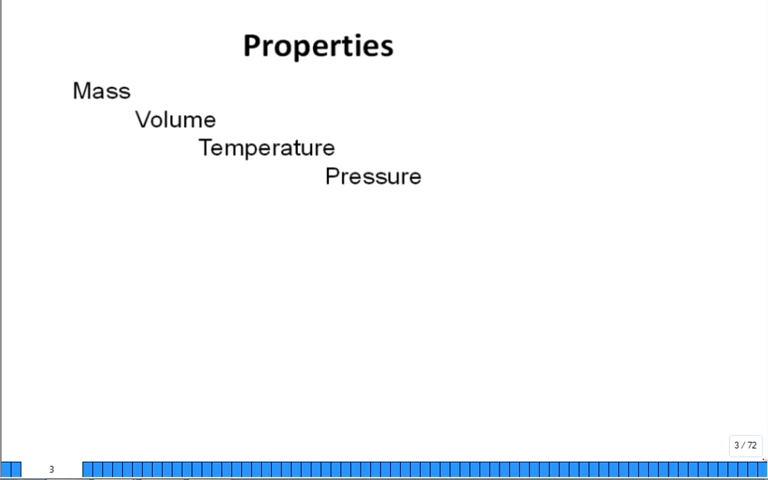 Properties
Mass
Volume
Temperature
Pressure
3 / 72
3